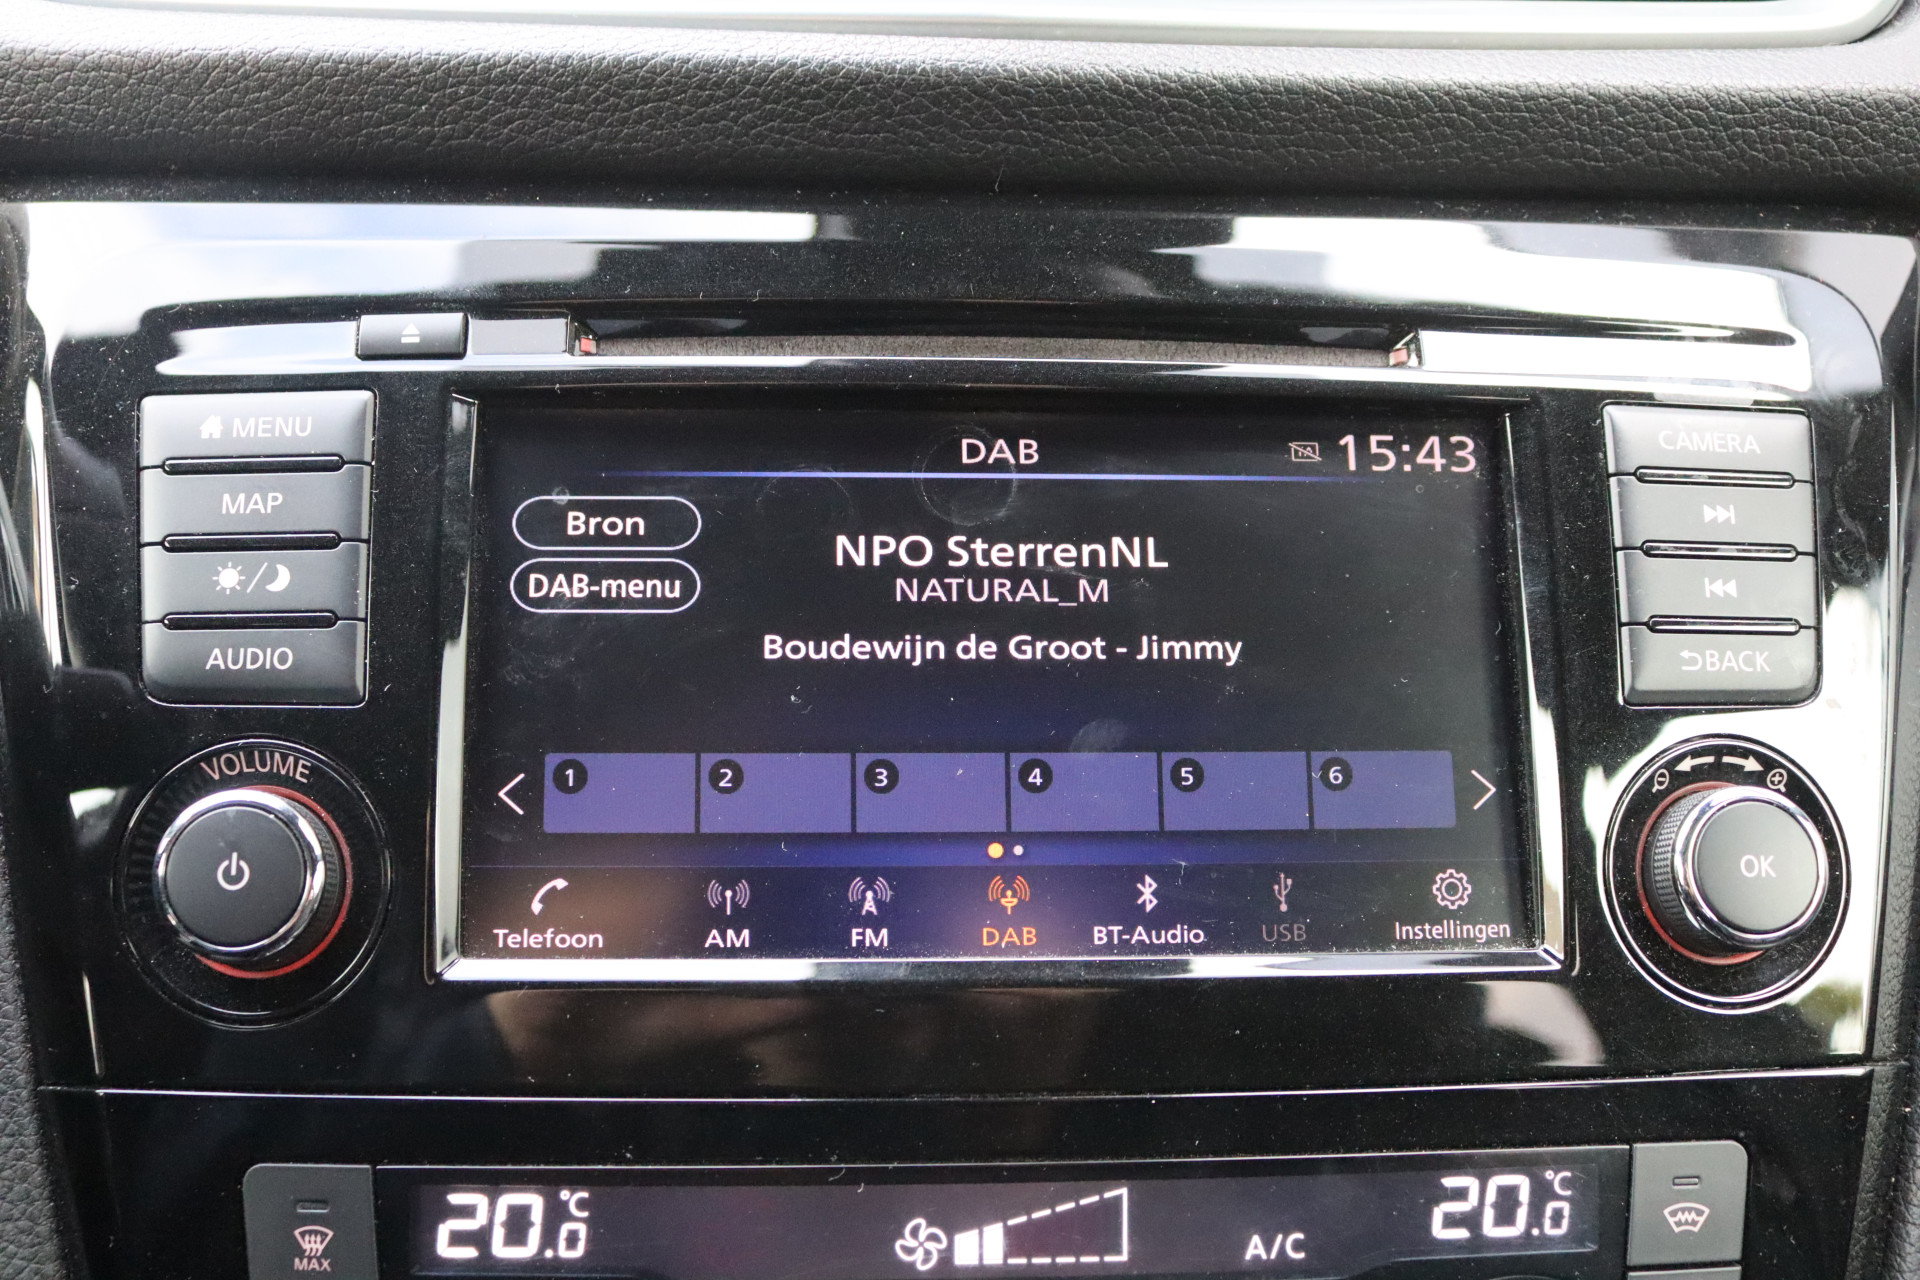 MENU
MAP
AUDIO
VOLUME
DAB
TA
15:43
Bron
DAB-menu
NPO SterrenNL
NATURAL_M
Boudewijn de Groot - Jimmy
1 2 3 4 5 6
Telefoon AM FM DAB BT-Audio USB Instellingen
CAMERA
BACK
OK
MAX
20.0 °C
A/C
20.0 °C